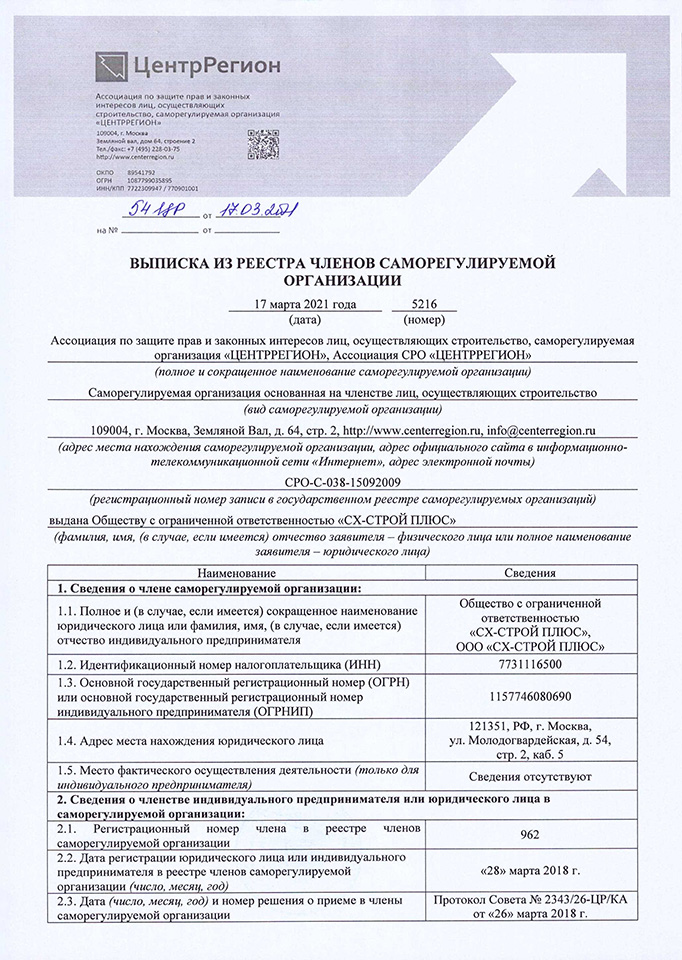 ЦентрРегион
Ассоциация по защите прав и законных
интересов лиц, осуществляющих
строительство, саморегулируемая организация
«ЦЕНТРРЕГИОН»
109004, г. Москва
Земляной вал, дом 64, строение 2
Тел./факс: +7 (495) 228-03-75
http://www.centerregion.ru
ОКПО 89541792
ОГРН 1087799035895
ИНН/КПП 7722309947 / 770901001
от 17.03.2021
на № от
ВЫПИСКА ИЗ РЕЕСТРА ЧЛЕНОВ САМОРЕГУЛИРУЕМОЙ
ОРГАНИЗАЦИИ
17 марта 2021 года 5216
(дата) (номер)
Ассоциация по защите прав и законных интересов лиц, осуществляющих строительство, саморегулируемая
организация «ЦЕНТРРЕГИОН», Ассоциация СРО «ЦЕНТРРЕГИОН»
(полное и сокращенное наименование саморегулируемой организации)
Саморегулируемая организация основанная на членстве лиц, осуществляющих строительство
(вид саморегулируемой организации)
109004, г. Москва, Земляной Вал, д. 64, стр. 2, http://www.centerregion.ru, info@centerregion.ru
(адрес места нахождения саморегулируемой организации, адрес официального сайта в информационно-
телекоммуникационной сети «Интернет», адрес электронной почты)
СРО-С-038-15092009
(регистрационный номер записи в государственном реестре саморегулируемых организаций)
выдана Обществу с ограниченной ответственностью «СХ-СТРОЙ ПЛЮС»
(фамилия, имя, (в случае, если имеется) отчество заявителя – физического лица или полное наименование
заявителя – юридического лица)
Наименование Сведения
1. Сведения о члене саморегулируемой организации:
1.1. Полное и (в случае, если имеется) сокращенное наименование
юридического лица или фамилия, имя, (в случае, если имеется)
отчество индивидуального предпринимателя
Общество с ограниченной
ответственностью
«СХ-СТРОЙ ПЛЮС»,
ООО «СХ-СТРОЙ ПЛЮС»
1.2. Идентификационный номер налогоплательщика (ИНН) 7731116500
1.3. Основной государственный регистрационный номер (ОГРН)
или основной государственный регистрационный номер
индивидуального предпринимателя (ОГРНИП)
1157746080690
1.4. Адрес места нахождения юридического лица
121351, РФ, г. Москва,
ул. Молодогвардейская, д. 54,
стр. 2, каб. 5
1.5. Место фактического осуществления деятельности (только для
индивидуального предпринимателя)
Сведения отсутствуют
2. Сведения о членстве индивидуального предпринимателя или юридического лица в
саморегулируемой организации:
2.1. Регистрационный номер члена в реестре членов
саморегулируемой организации
962
2.2. Дата регистрации юридического лица или индивидуального
предпринимателя в реестре членов саморегулируемой
организации (число, месяц, год)
«28» марта 2018 г.
2.3. Дата (число, месяц, год) и номер решения о приеме в члены
саморегулируемой организации
Протокол Совета № 2343/26-ЦР/КА
от «26» марта 2018 г.